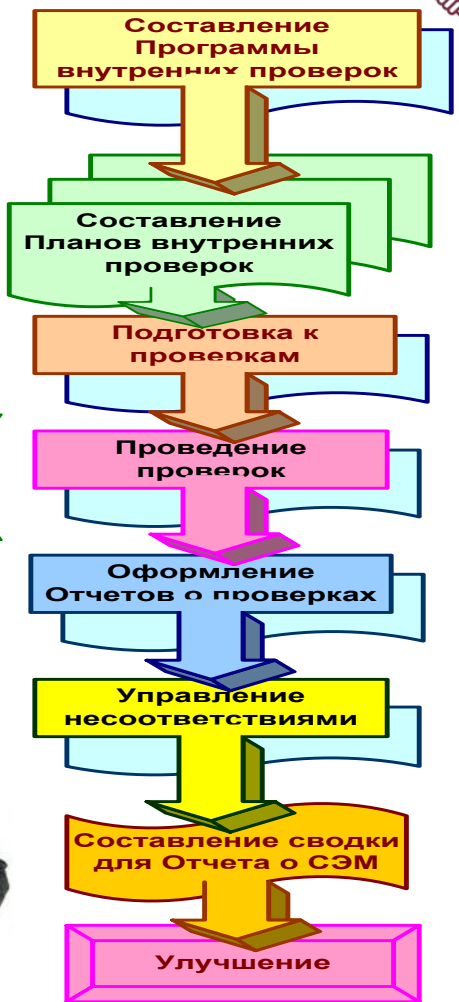 Составление
Программы
внутренних проверок
Составление
Планов внутренних
проверок
Подготовка к
проверкам
Проведение
проверок
Оформление
Отчетов о проверках
Управление
несоответствиями
Составление сводки
для Отчета о СЭМ
Улучшение